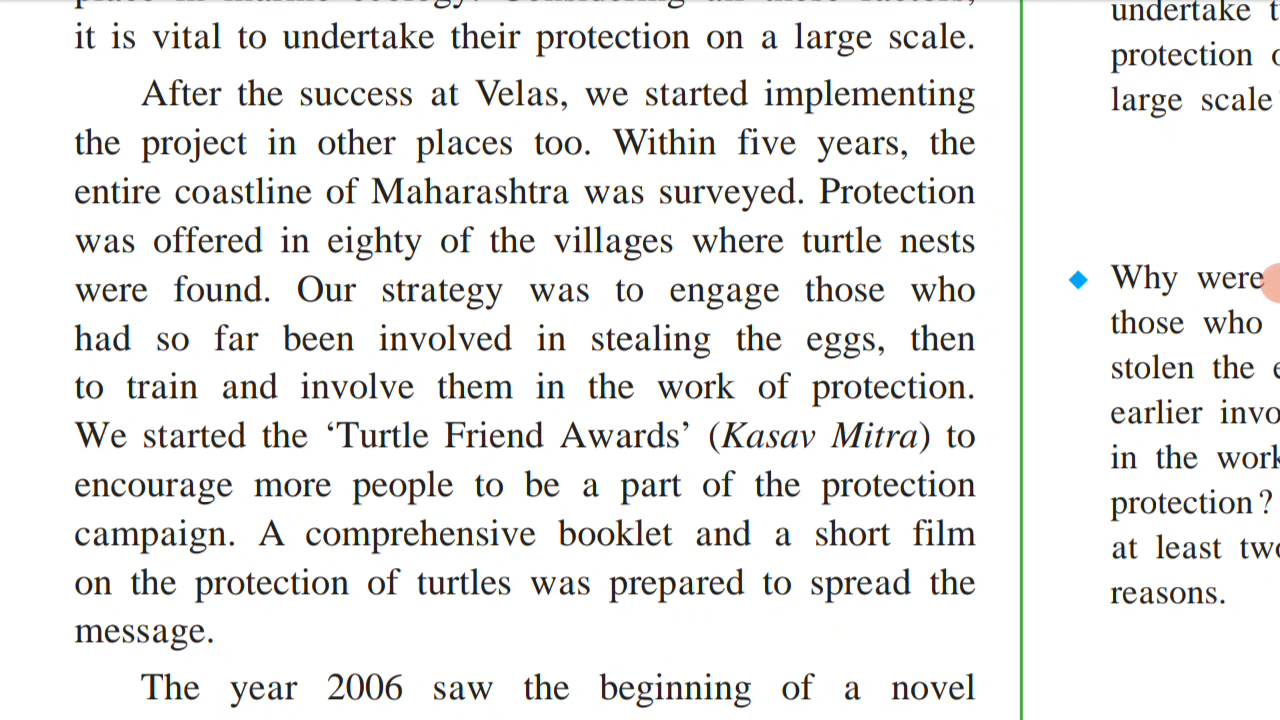 it is vital to undertake their protection on a large scale.
After the success at Velas, we started implementing
the project in other places too. Within five years, the
entire coastline of Maharashtra was surveyed. Protection
was offered in eighty of the villages where turtle nests
were found. Our strategy was to engage those who
had so far been involved in stealing the eggs, then
to train and involve them in the work of protection.
We started the ‘Turtle Friend Awards’ (Kasav Mitra) to
encourage more people to be a part of the protection
campaign. A comprehensive booklet and a short film
on the protection of turtles was prepared to spread the
message.
The year 2006 saw the beginning of a novel
undertake
protection
large scale
Why were
those who
stolen the
earlier
in the
protection?
at least
reasons.